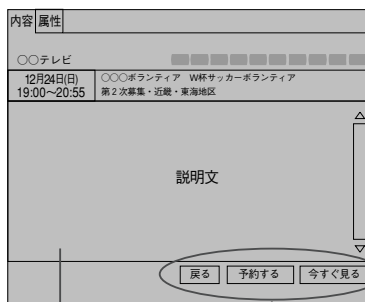 内容 属性
○○テレビ
12月24日(日)
19:00〜20:55
○○○ボランティア W杯サッカーボランティア
第2次募集・近畿・東海地区
説明文
戻る 予約する 今すぐ見る